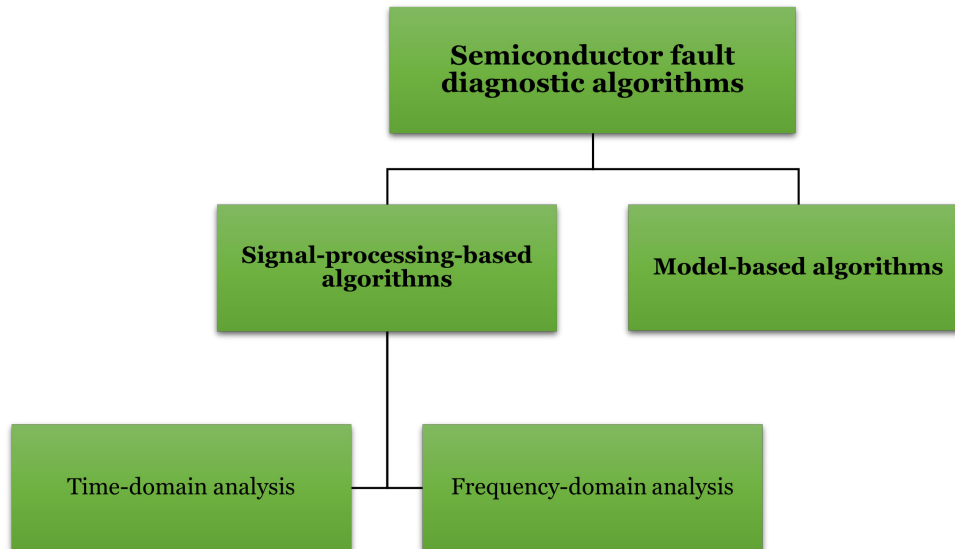 Semiconductor fault
diagnostic algorithms
Signal-processing-based
algorithms
Model-based algorithms
Time-domain analysis
Frequency-domain analysis